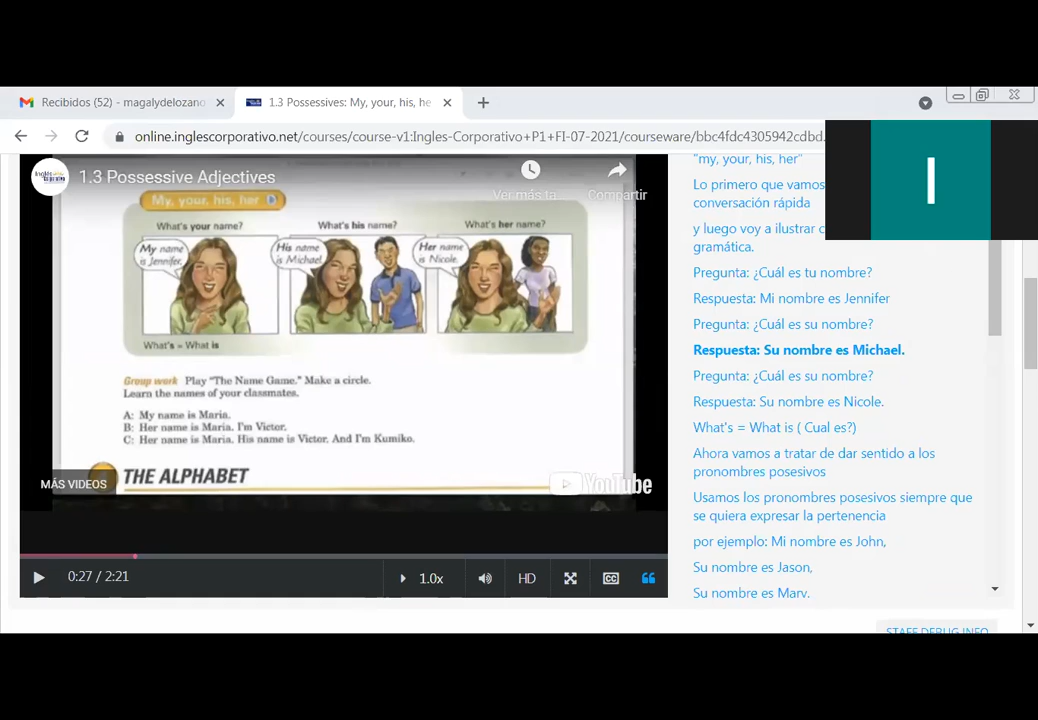 Recibidos (52) - magalydelozano
1.3 Possessives: My, your, his, he
online.inglescorporativo.net/courses/course-v1:Ingles-Corporativo+P1+FI-07-2021/courseware/bbc4fdc4305942cdbd.
I
1.3 Possessive Adjectives
Ver más ta
Compartir
My, your, his, her
What's your name?
What's his name?
What's her name?
My name
is Jennifer.
His name
is Michael.
Her name
is Nicole.
What's = What is
Group work Play "The Name Game." Make a circle.
Learn the names of your classmates.
A: My name is Maria.
B: Her name is Maria. I'm Victor.
C: Her name is Maria. His name is Victor. And I'm Kumiko.
THE ALPHABET
MÁS VIDEOS
YouTube
0:27 / 2:21
1.0x
HD
CC
"my, your, his, her"
Lo primero que vamos
conversación rápida
y luego voy a ilustrar c
gramática.
Pregunta: ¿Cuál es tu nombre?
Respuesta: Mi nombre es Jennifer
Pregunta: ¿Cuál es su nombre?
Respuesta: Su nombre es Michael.
Pregunta: ¿Cuál es su nombre?
Respuesta: Su nombre es Nicole.
What's = What is ( Cual es?)
Ahora vamos a tratar de dar sentido a los
pronombres posesivos
Usamos los pronombres posesivos siempre que
se quiera expresar la pertenencia
por ejemplo: Mi nombre es John,
Su nombre es Jason,
Su nombre es Mary.
STAFF DEBUG INFO